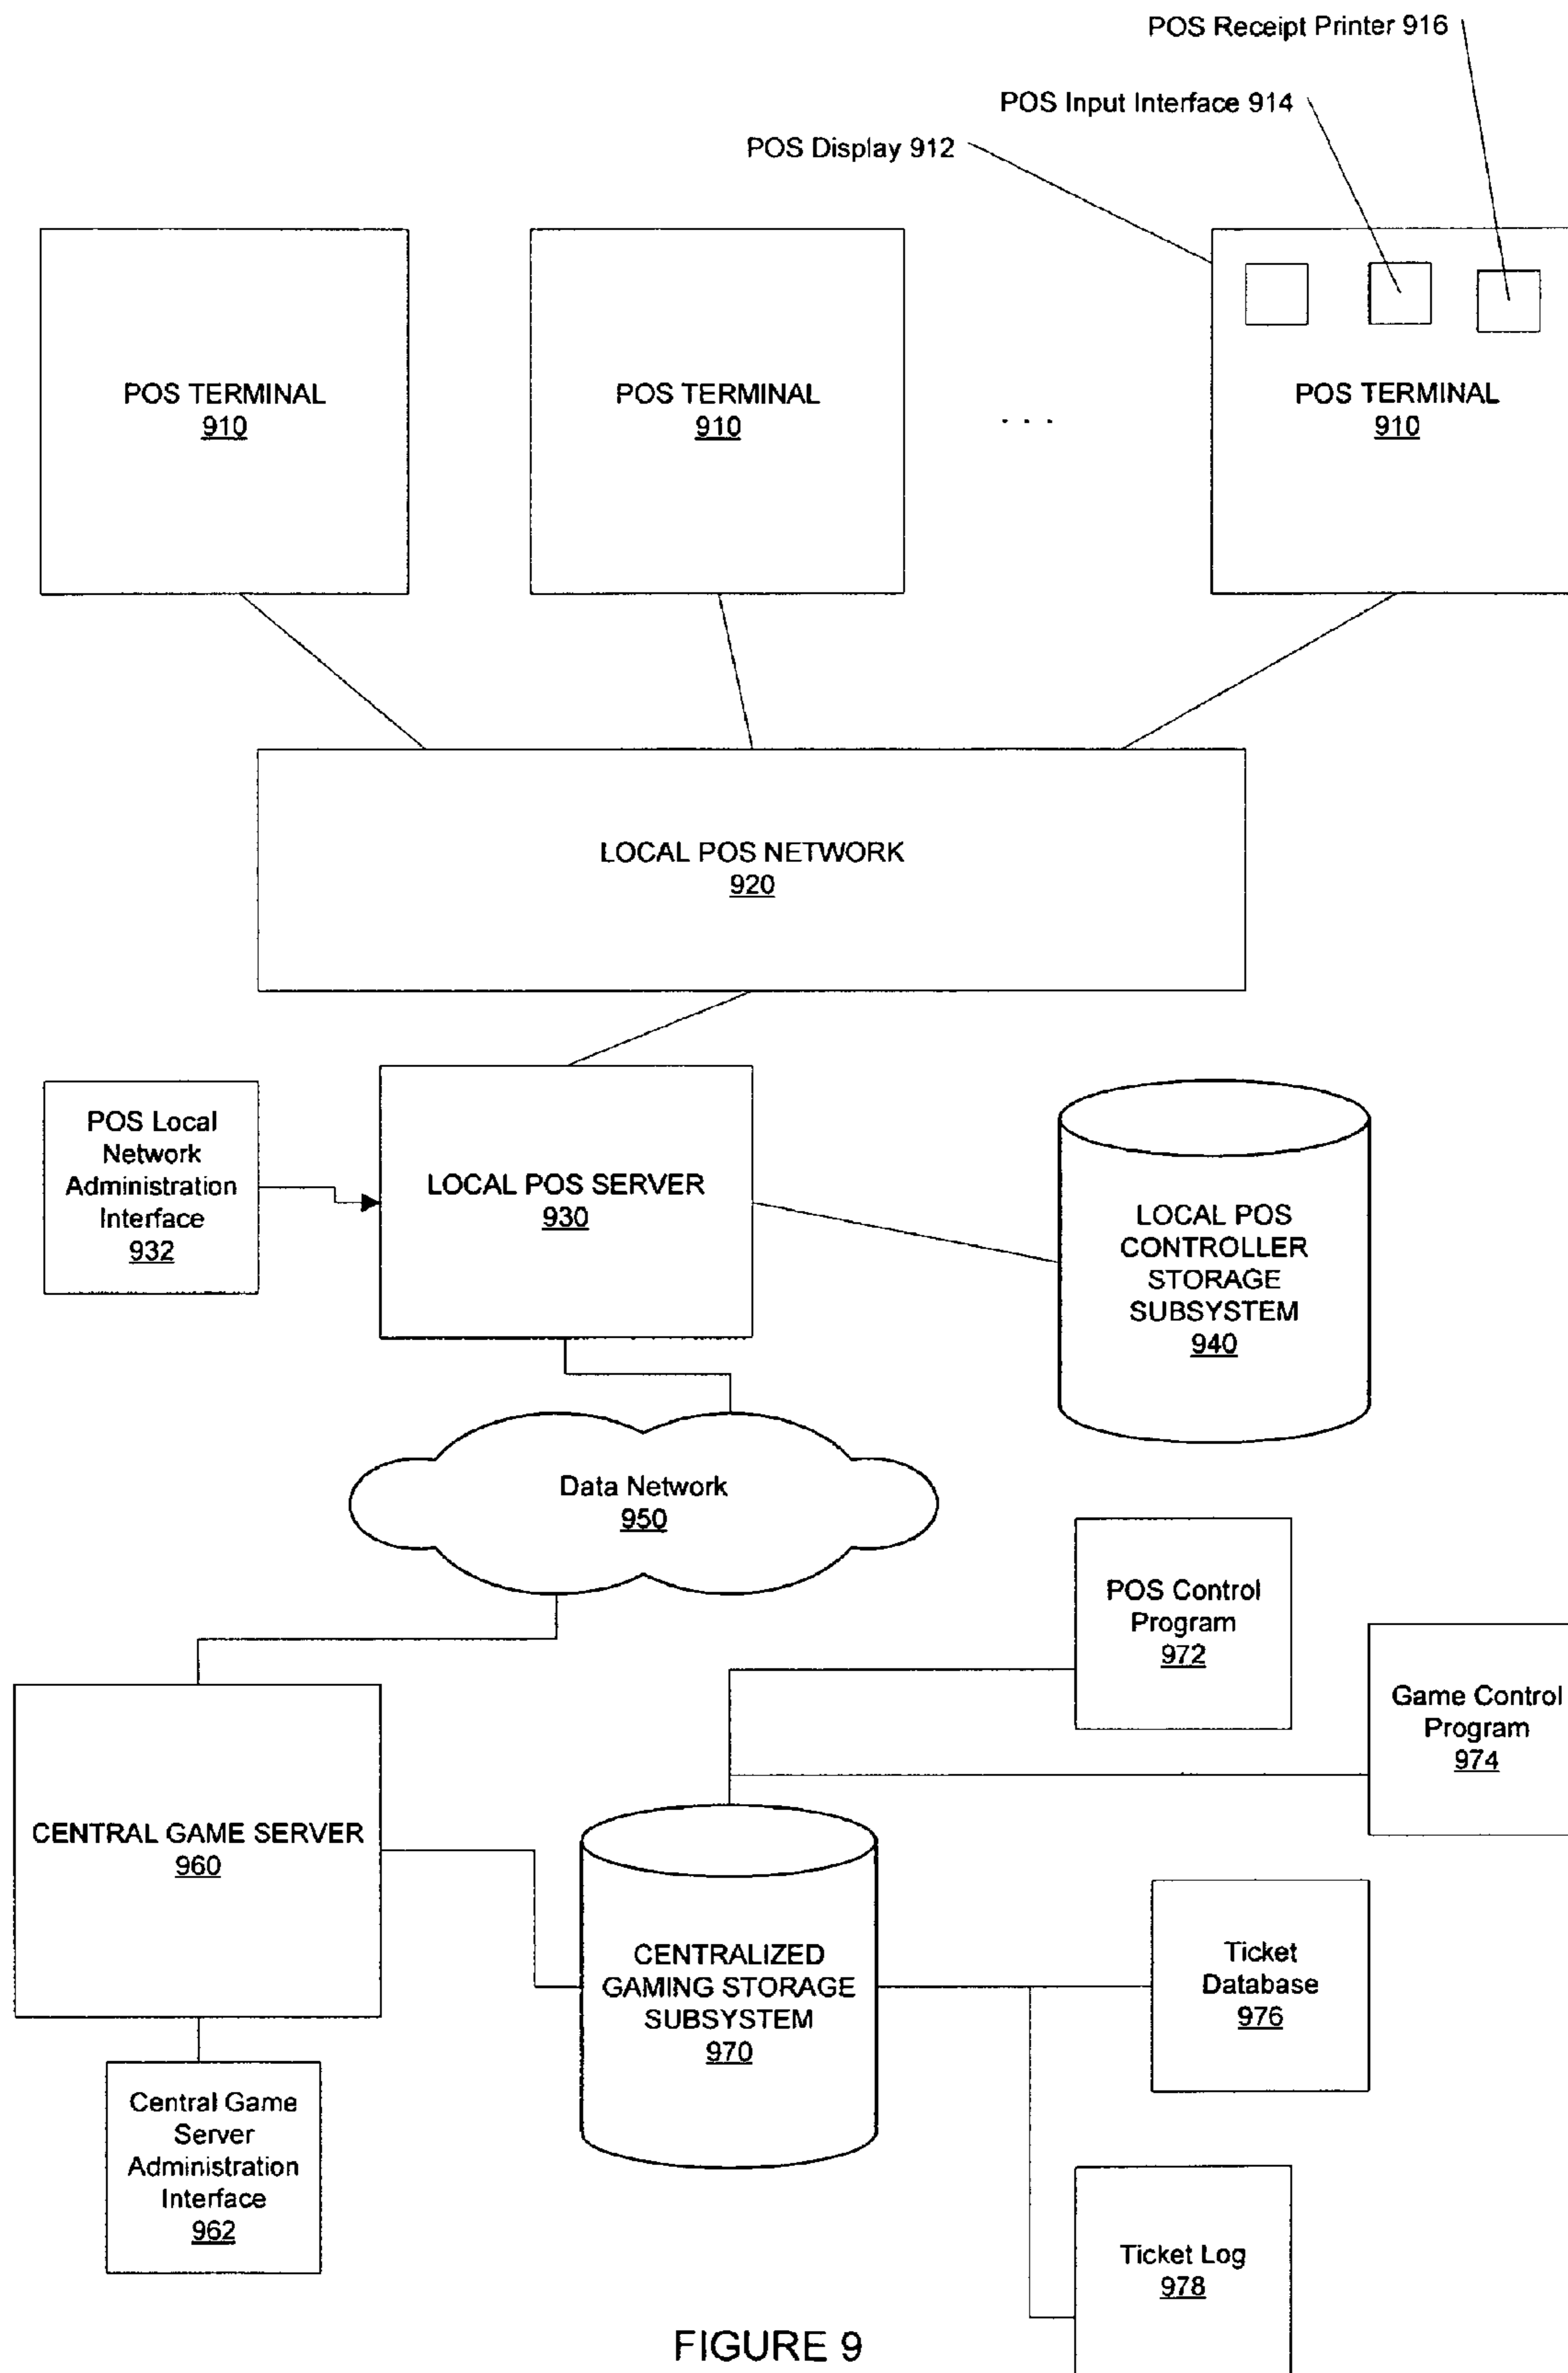 POS Receipt Printer 916
POS Input Interface 914
POS Display 912
POS TERMINAL
910
POS TERMINAL
910
. . .
POS TERMINAL
910
LOCAL POS NETWORK
920
POS Local
Network
Administration
Interface
932
LOCAL POS SERVER
930
LOCAL POS
CONTROLLER
STORAGE
SUBSYSTEM
940
Data Network
950
POS Control
Program
972
Game Control
Program
974
CENTRAL GAME SERVER
960
CENTRALIZED
GAMING STORAGE
SUBSYSTEM
970
Ticket
Database
976
Central Game
Server
Administration
Interface
962
Ticket Log
978
FIGURE 9